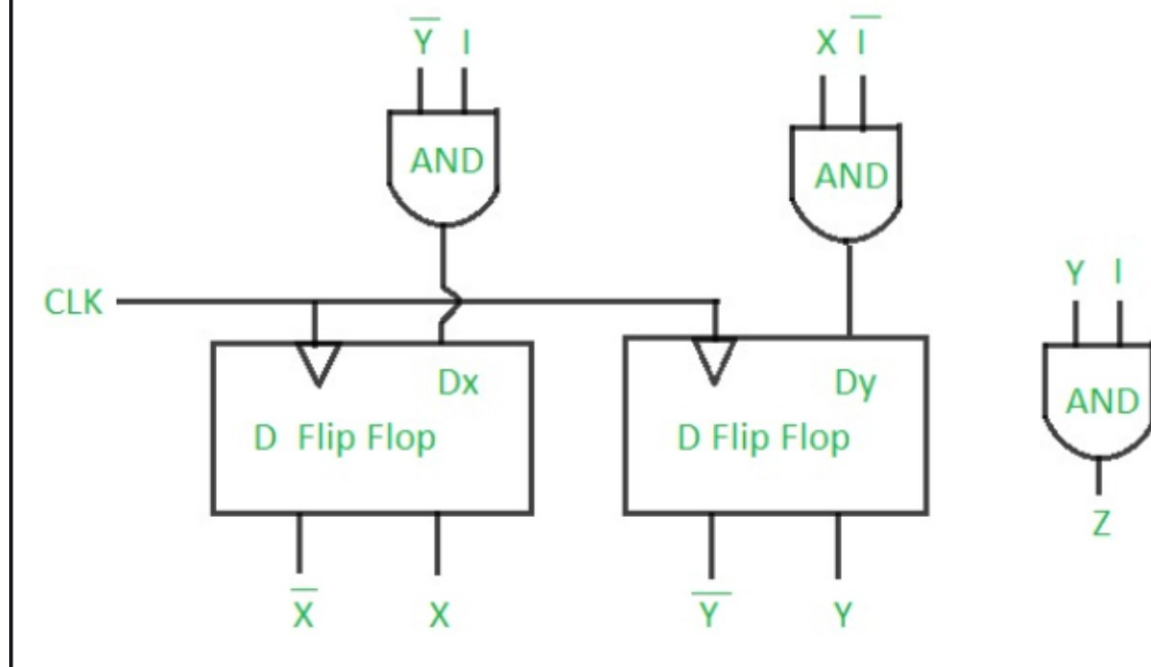 Y̅ I
X I̅
AND
AND
Y I
CLK
AND
Dx
Dy
D Flip Flop
D Flip Flop
Z
X̅ X
Y̅ Y